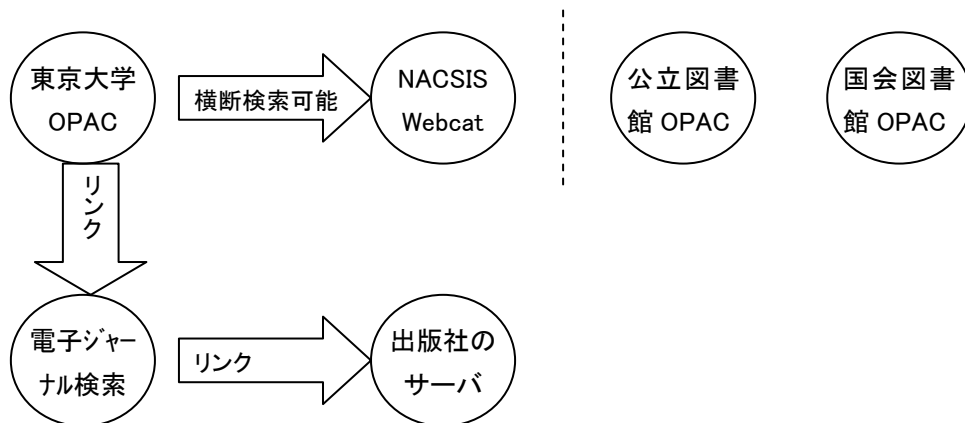 東京大学
OPAC
横断検索可能
NACSIS
Webcat
公立図書
館 OPAC
国会図書
館 OPAC
リンク
電子ジャー
ナル検索
リンク
出版社の
サーバ